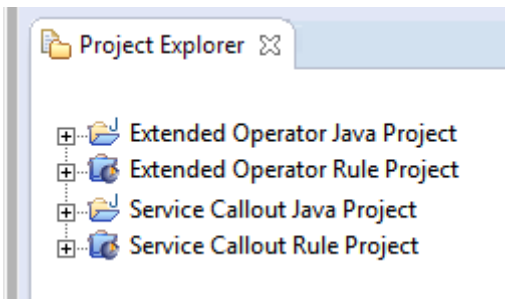 Project Explorer
Extended Operator Java Project
Extended Operator Rule Project
Service Callout Java Project
Service Callout Rule Project